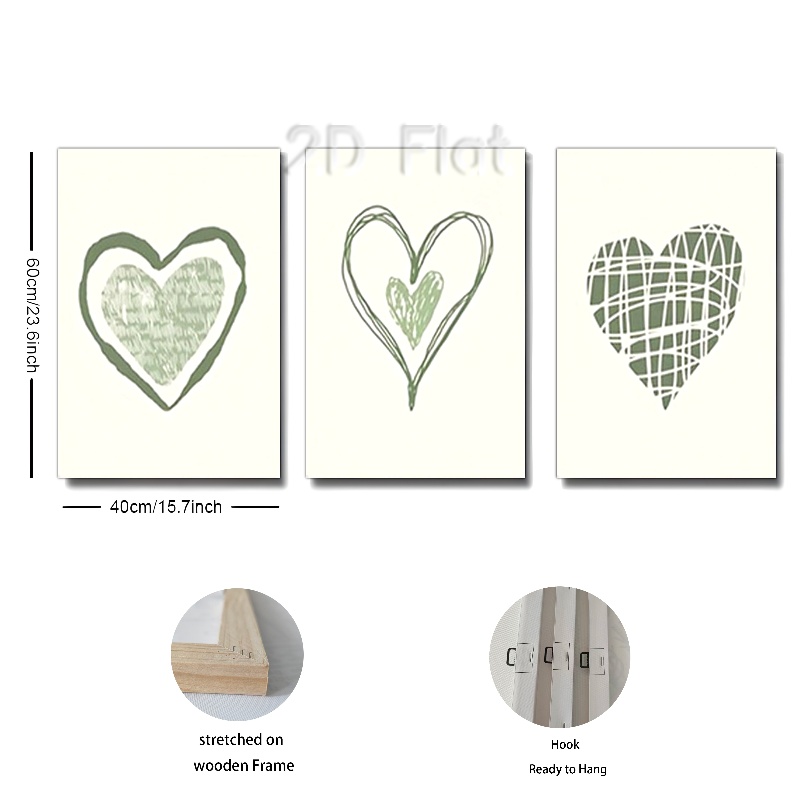 2D Flat
60cm/23.6inch
40cm/15.7inch
stretched on
wooden Frame
Hook
Ready to Hang